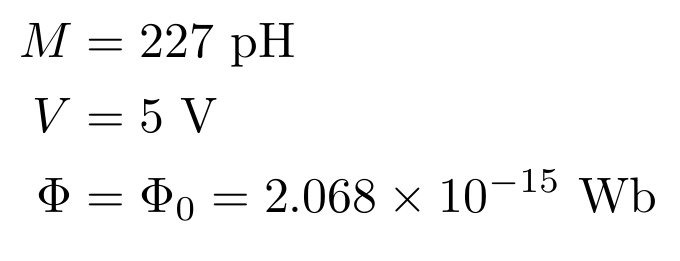 M = 227 pH
V = 5 V
Φ = Φ₀ = 2.068 × 10⁻¹⁵ Wb